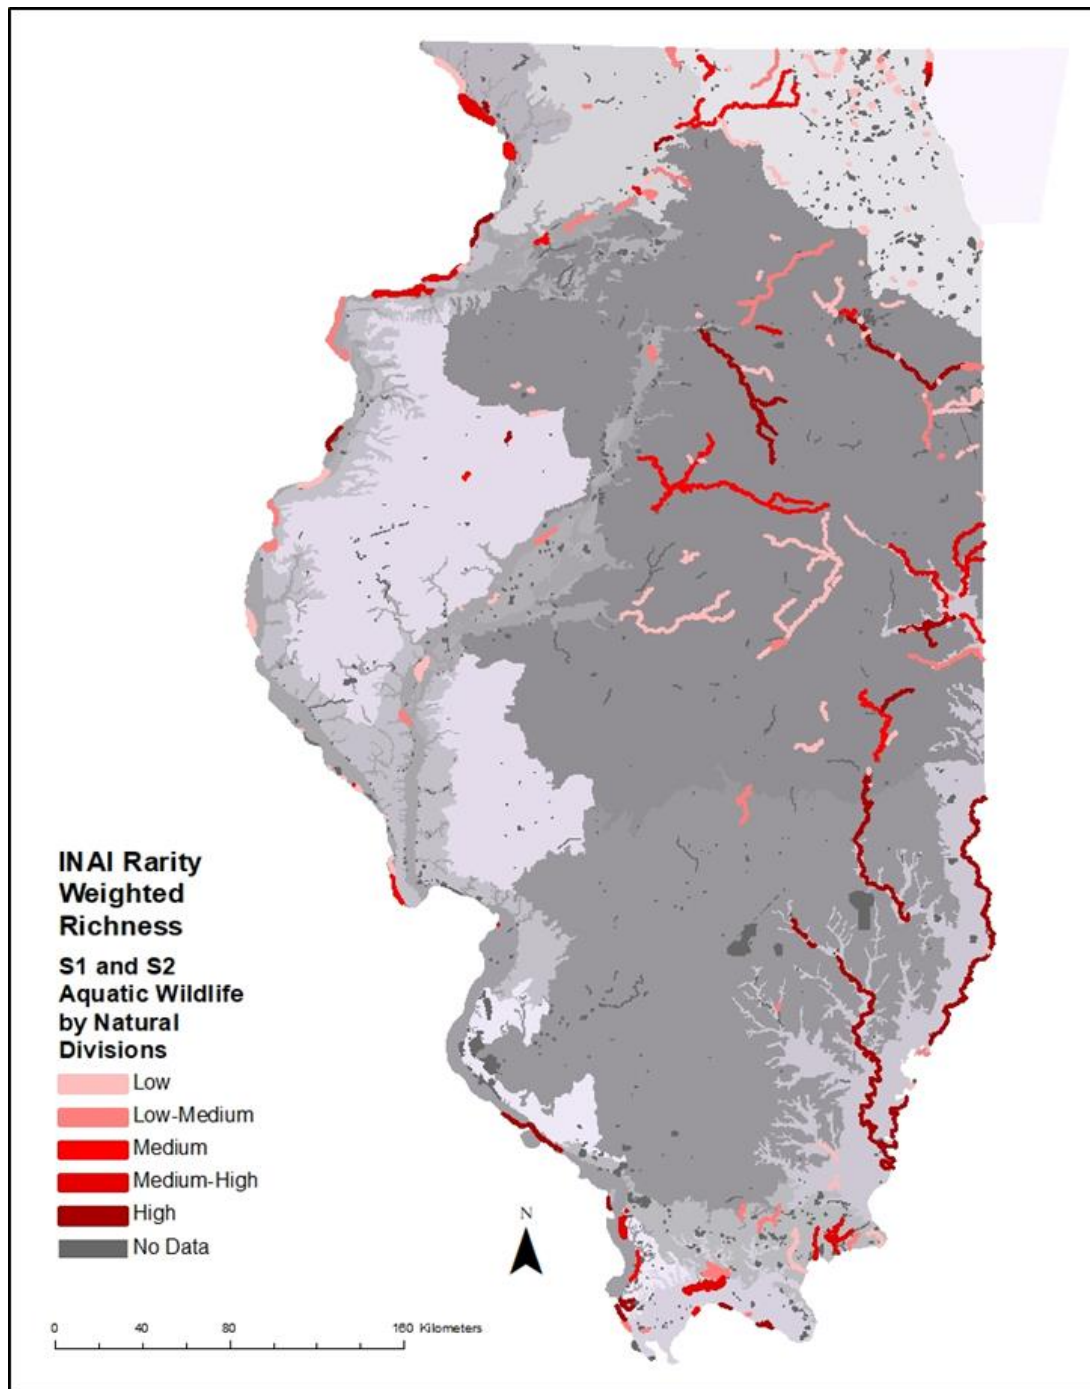 INAI Rarity
Weighted
Richness
S1 and S2
Aquatic Wildlife
by Natural
Divisions
Low
Low-Medium
Medium
Medium-High
High
No Data
N
0 40 80 160 Kilometers